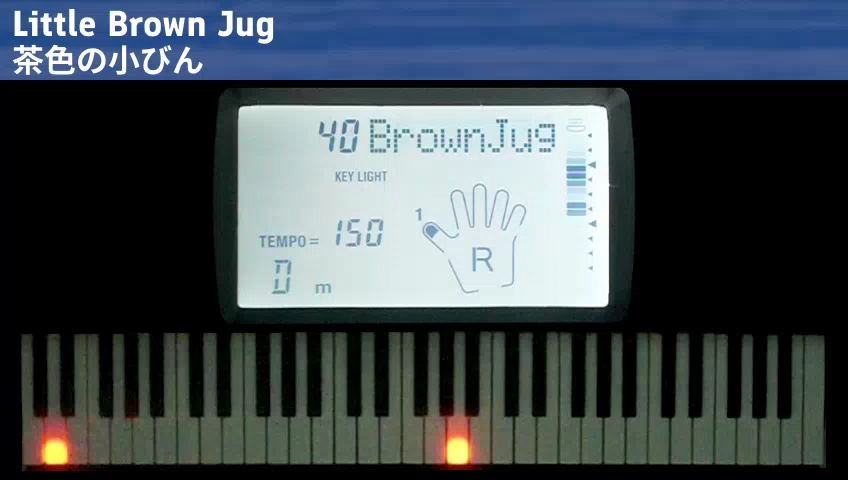 Little Brown Jug
茶色の小びん
40 BrownJug
KEY LIGHT
1
TEMPO = 150
R
D m